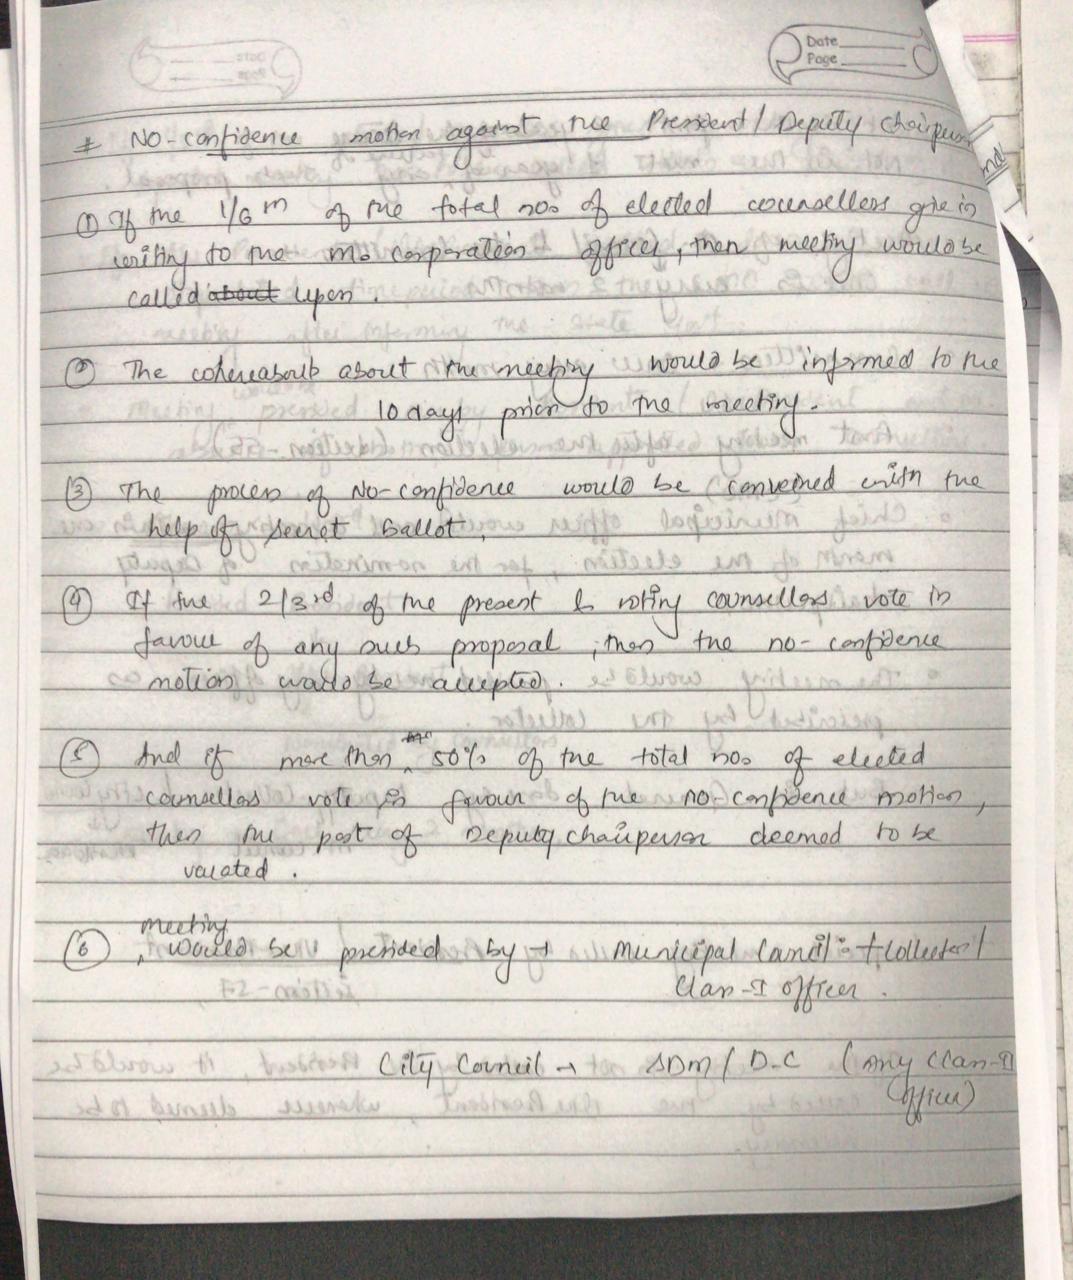 Date
Page
# NO-confidence motion against the President / Deputy chairperson
① If the 1/6th of the total nos of elected counsellors give in
writing to the mo corporation officer, then meeting would be
called about upon.
② The whereabouts about the meeting would be informed to the
10 days prior to the meeting.
③ The process of No-confidence would be convened with the
help of secret ballot.
④ If the 2/3rd of the present & voting counsellors vote in
favour of any such proposal, then the no-confidence
motion would be accepted.
⑤ And if more than 50% of the total nos of elected
counsellors vote in favour of the no-confidence motion,
then the post of Deputy chairperson deemed to be
vacated.
meeting
⑥ would be presided by → Municipal Council → Collector /
Class-I officer.
City Council → SDM / D.C (Any Class-I
officer)